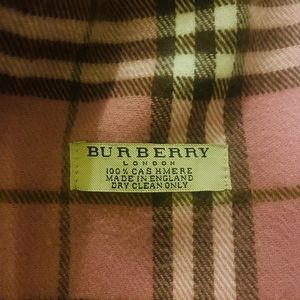 BURBERRY
LONDON
100% CASHMERE
MADE IN ENGLAND
DRY CLEAN ONLY